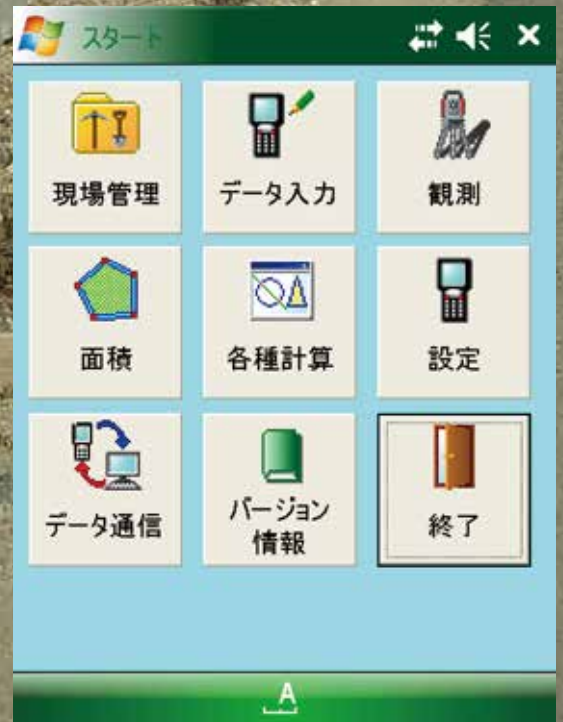 スタート
現場管理
データ入力
観測
面積
各種計算
設定
データ通信
バージョン
情報
終了
A